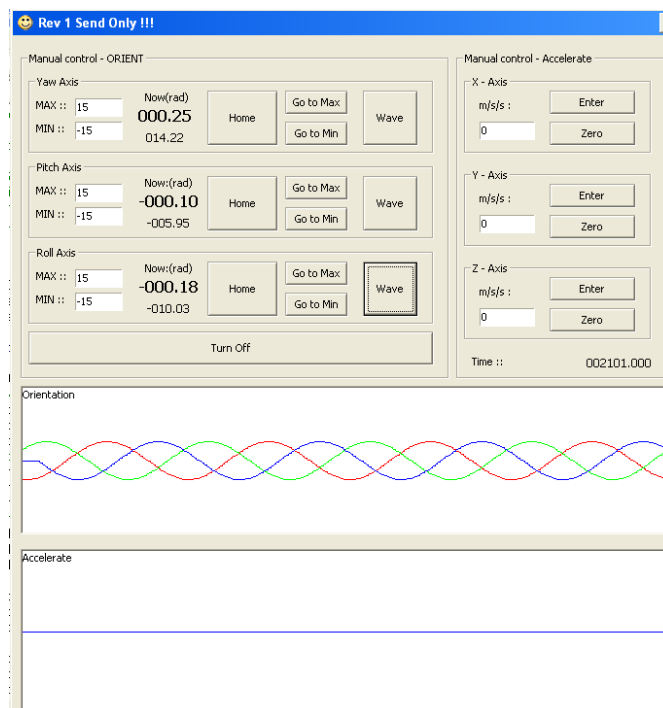 Rev 1 Send Only !!!
Manual control - ORIENT
Yaw Axis
MAX :: 15
MIN :: -15
Now(rad)
000.25
014.22
Home
Go to Max
Go to Min
Wave
Pitch Axis
MAX :: 15
MIN :: -15
Now:(rad)
-000.10
-005.95
Home
Go to Max
Go to Min
Wave
Roll Axis
MAX :: 15
MIN :: -15
Now:(rad)
-000.18
-010.03
Home
Go to Max
Go to Min
Wave
Turn Off
Manual control - Accelerate
X - Axis
m/s/s :
0
Enter
Zero
Y - Axis
m/s/s :
0
Enter
Zero
Z - Axis
m/s/s :
0
Enter
Zero
Time :: 002101.000
Orientation
Accelerate